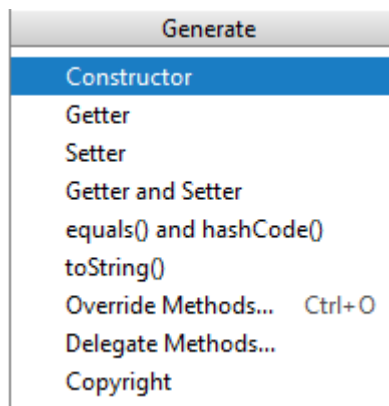 Generate
Constructor
Getter
Setter
Getter and Setter
equals() and hashCode()
toString()
Override Methods... Ctrl+O
Delegate Methods...
Copyright